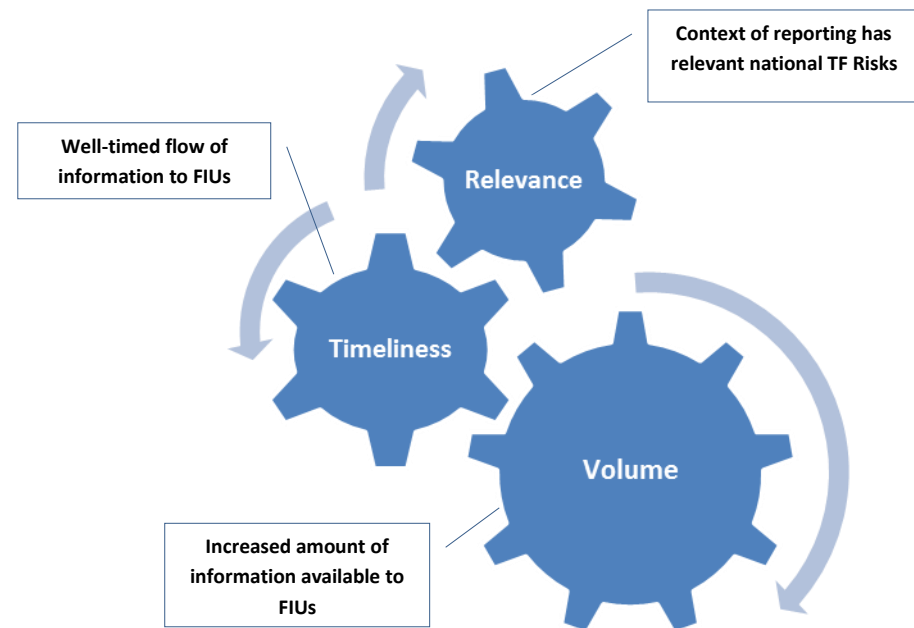 Context of reporting has
relevant national TF Risks
Well-timed flow of
information to FIUs
Relevance
Timeliness
Volume
Increased amount of
information available to
FIUs